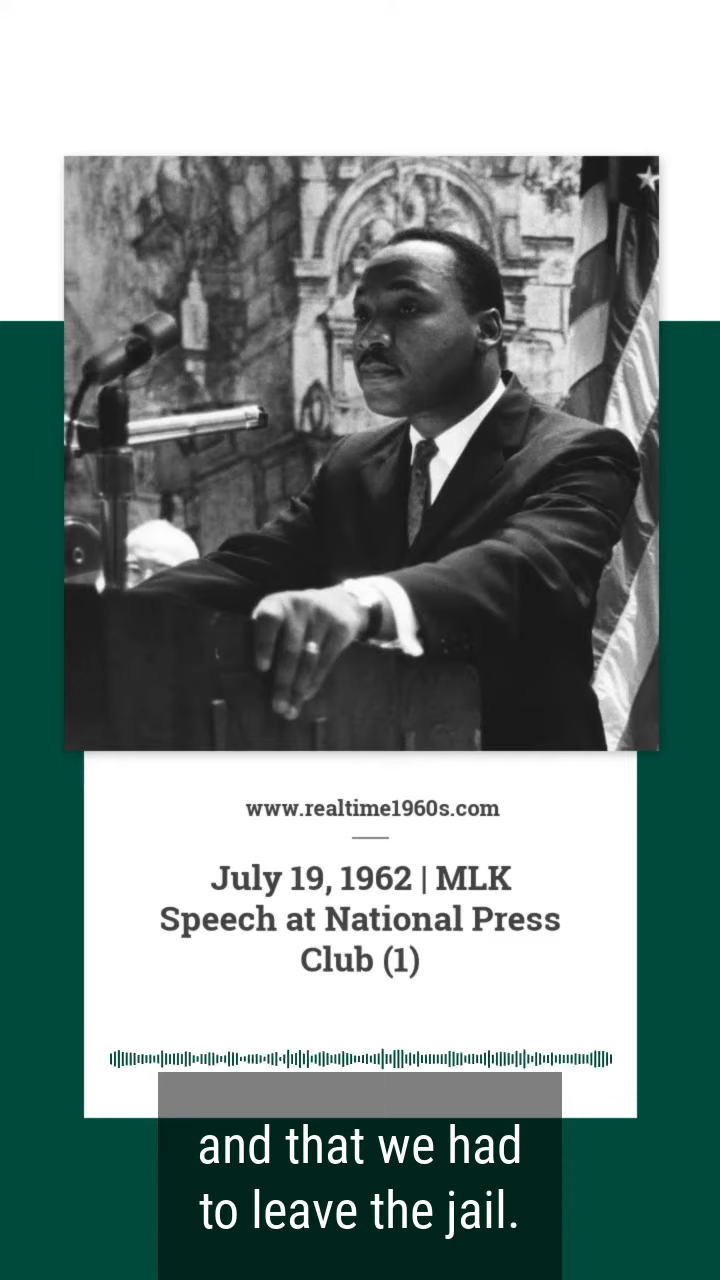 www.realtime1960s.com
July 19, 1962 | MLK
Speech at National Press
Club (1)
and that we had
to leave the jail.